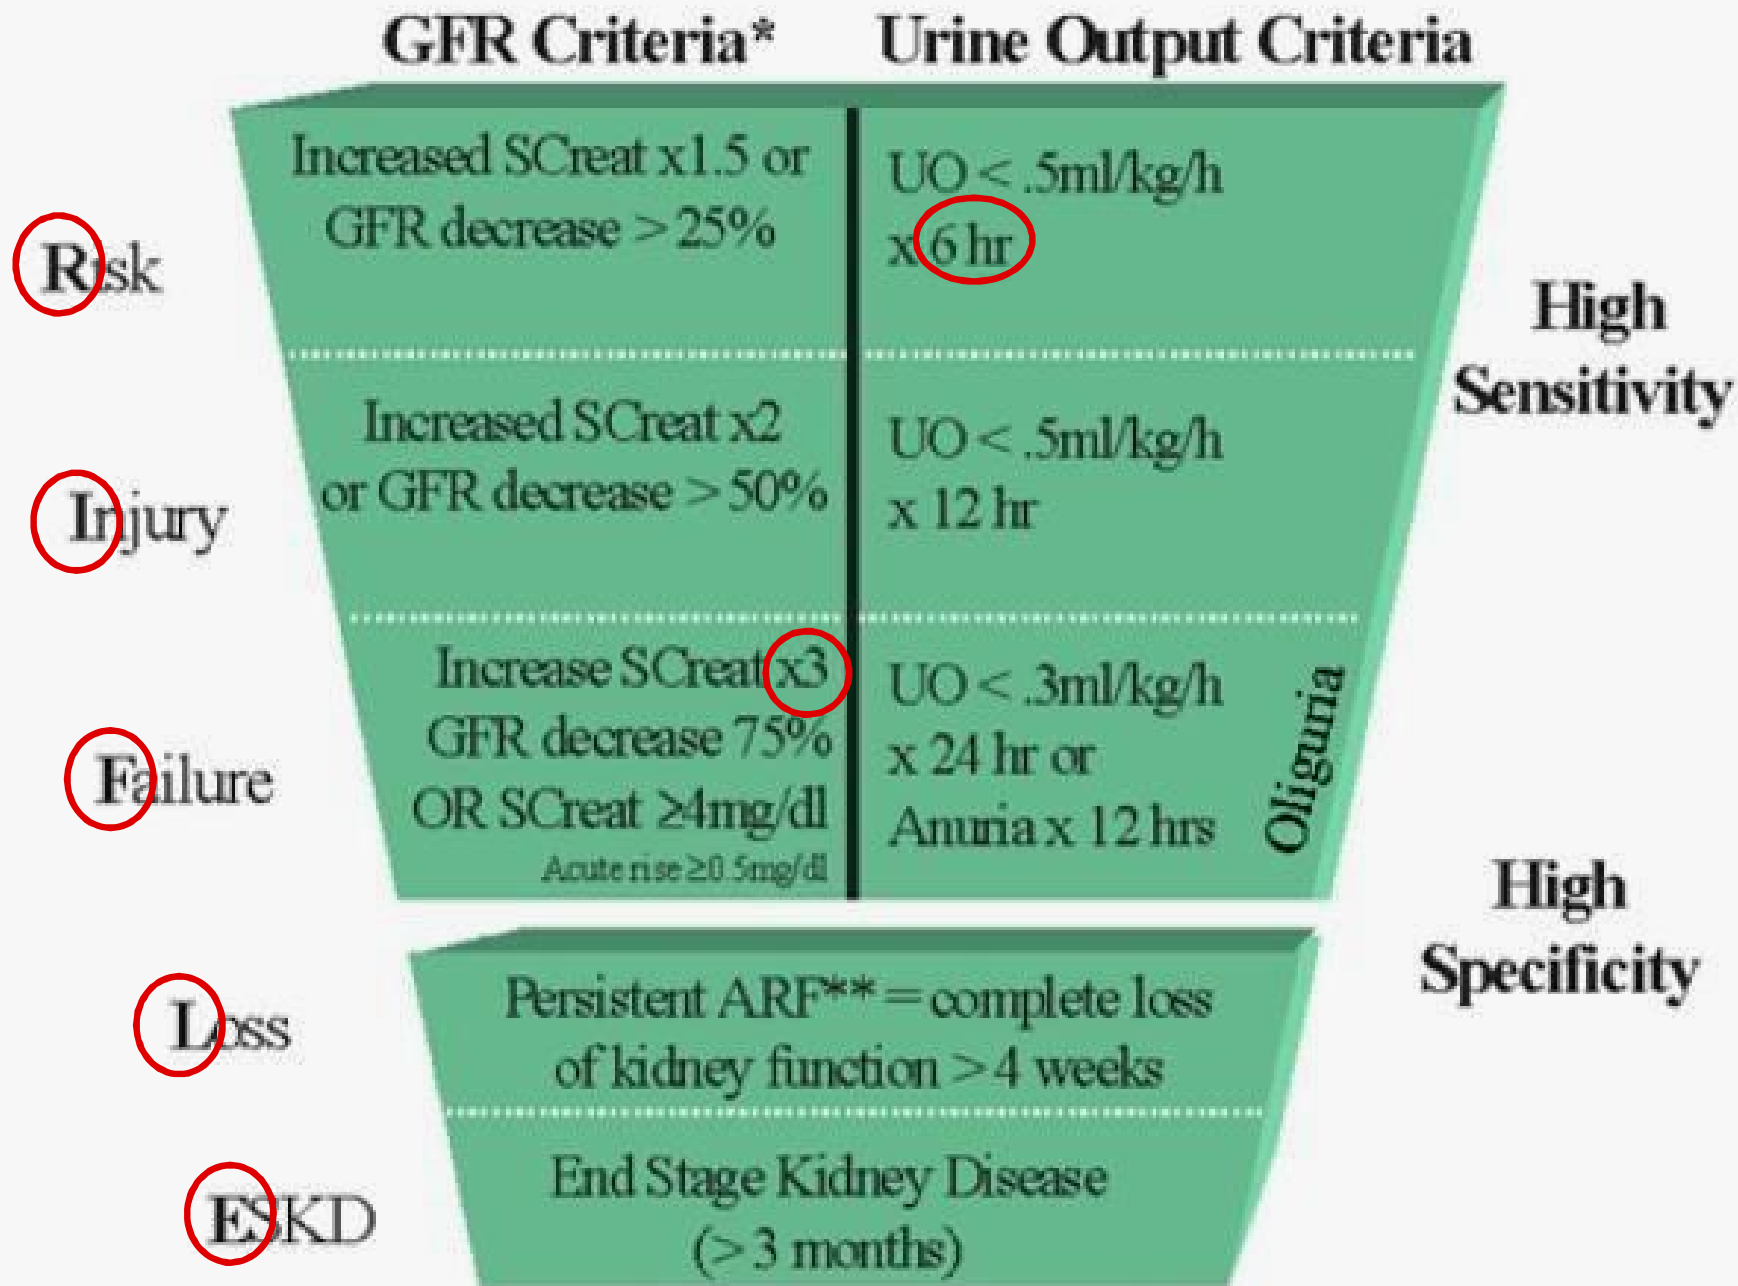 GFR Criteria*
Urine Output Criteria
Risk
Increased SCreat x1.5 or
GFR decrease > 25%
UO < .5ml/kg/h
x 6 hr
High
Sensitivity
Injury
Increased SCreat x2
or GFR decrease > 50%
UO < .5ml/kg/h
x 12 hr
Failure
Increase SCreat x3
GFR decrease 75%
OR SCreat ≥4mg/dl
Acute rise ≥0.5mg/dl
UO < .3ml/kg/h
x 24 hr or
Anuria x 12 hrs
Oliguria
High
Specificity
Loss
Persistent ARF** = complete loss
of kidney function > 4 weeks
ESKD
End Stage Kidney Disease
(> 3 months)